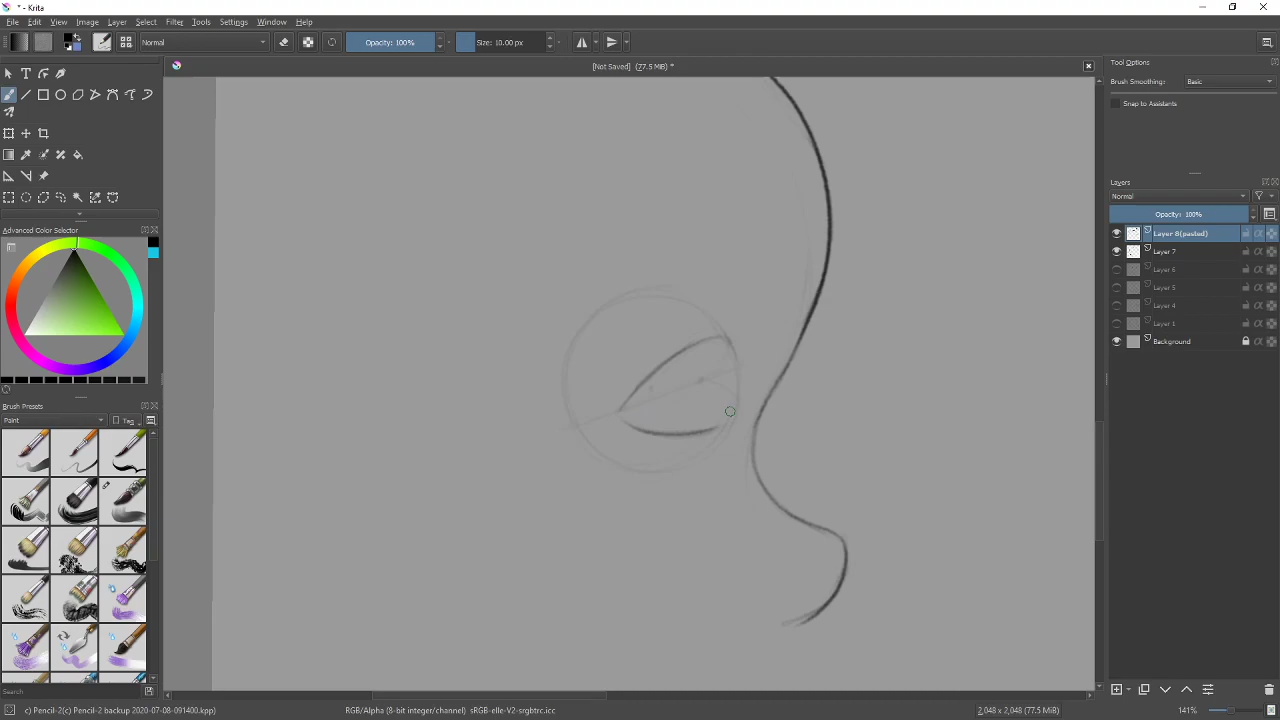 * - Krita
File Edit View Image Layer Select Filter Tools Settings Window Help
Normal Opacity: 100% Size: 10.00 px
[Not Saved] (77.5 MiB) *
Tool Options
Brush Smoothing: Basic
Snap to Assistants
Layers
Normal
Opacity: 100%
Layer 8(pasted)
Layer 7
Layer 6
Layer 5
Layer 4
Layer 1
Background
Advanced Color Selector
Brush Presets
Paint Tag
Search
c) Pencil-2(c) Pencil-2 backup 2020-07-08-091400.kpp) RGB/Alpha (8-bit integer/channel) sRGB-elle-V2-srgbtrc.icc 2,048 x 2,048 (77.5 MiB) 141%